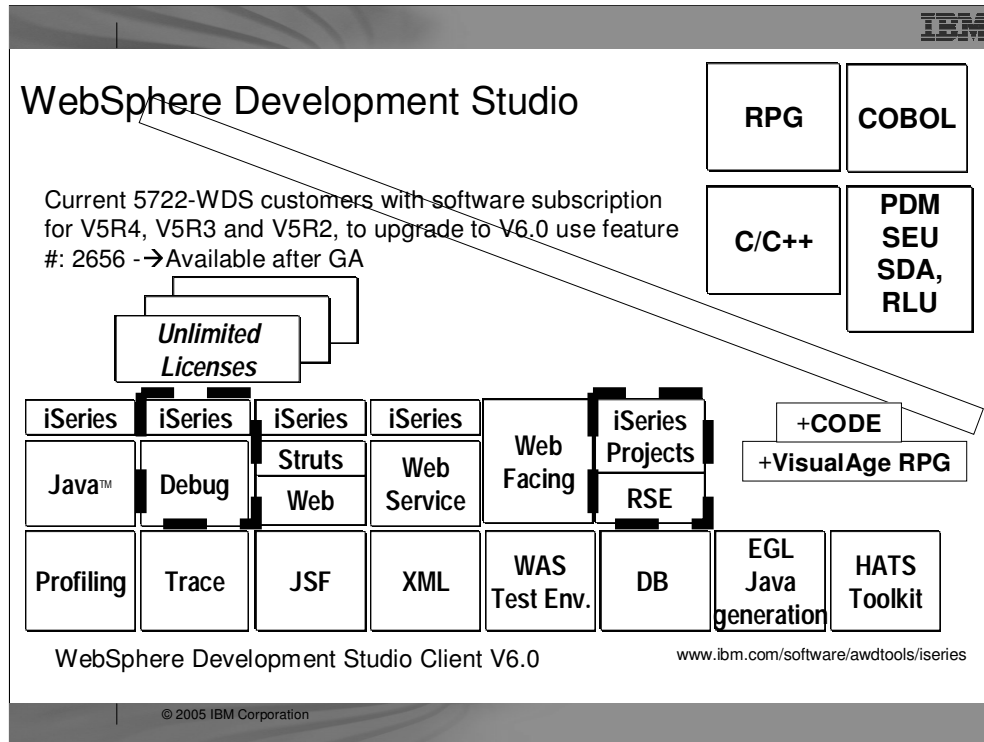 IBM
WebSphere Development Studio
RPG
COBOL
Current 5722-WDS customers with software subscription
for V5R4, V5R3 and V5R2, to upgrade to V6.0 use feature
#: 2656 -→Available after GA
C/C++
PDM
SEU
SDA,
RLU
Unlimited
Licenses
iSeries
Java™
iSeries
Debug
iSeries
Struts
Web
iSeries
Web
Service
Web
Facing
iSeries
Projects
RSE
+CODE
+VisualAge RPG
Profiling
Trace
JSF
XML
WAS
Test Env.
DB
EGL
Java
generation
HATS
Toolkit
WebSphere Development Studio Client V6.0
www.ibm.com/software/awdtools/iseries
© 2005 IBM Corporation